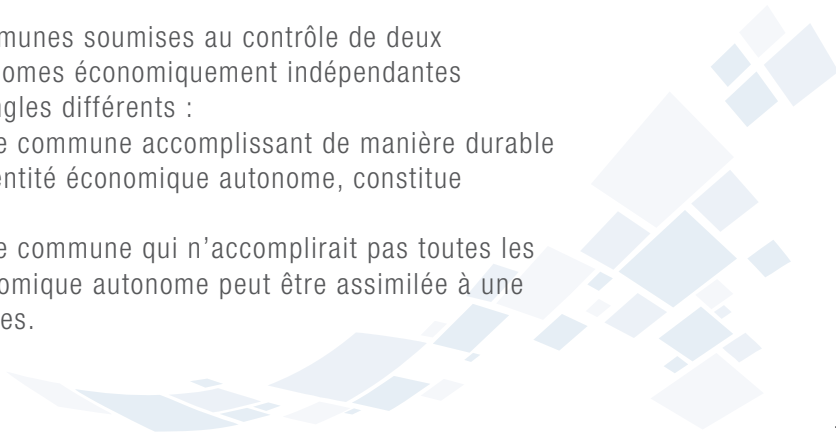 munes soumises au contrôle de deux
omes économiquement indépendantes
gles différents :
e commune accomplissant de manière durable
entité économique autonome, constitue
e commune qui n’accomplirait pas toutes les
omique autonome peut être assimilée à une
es.